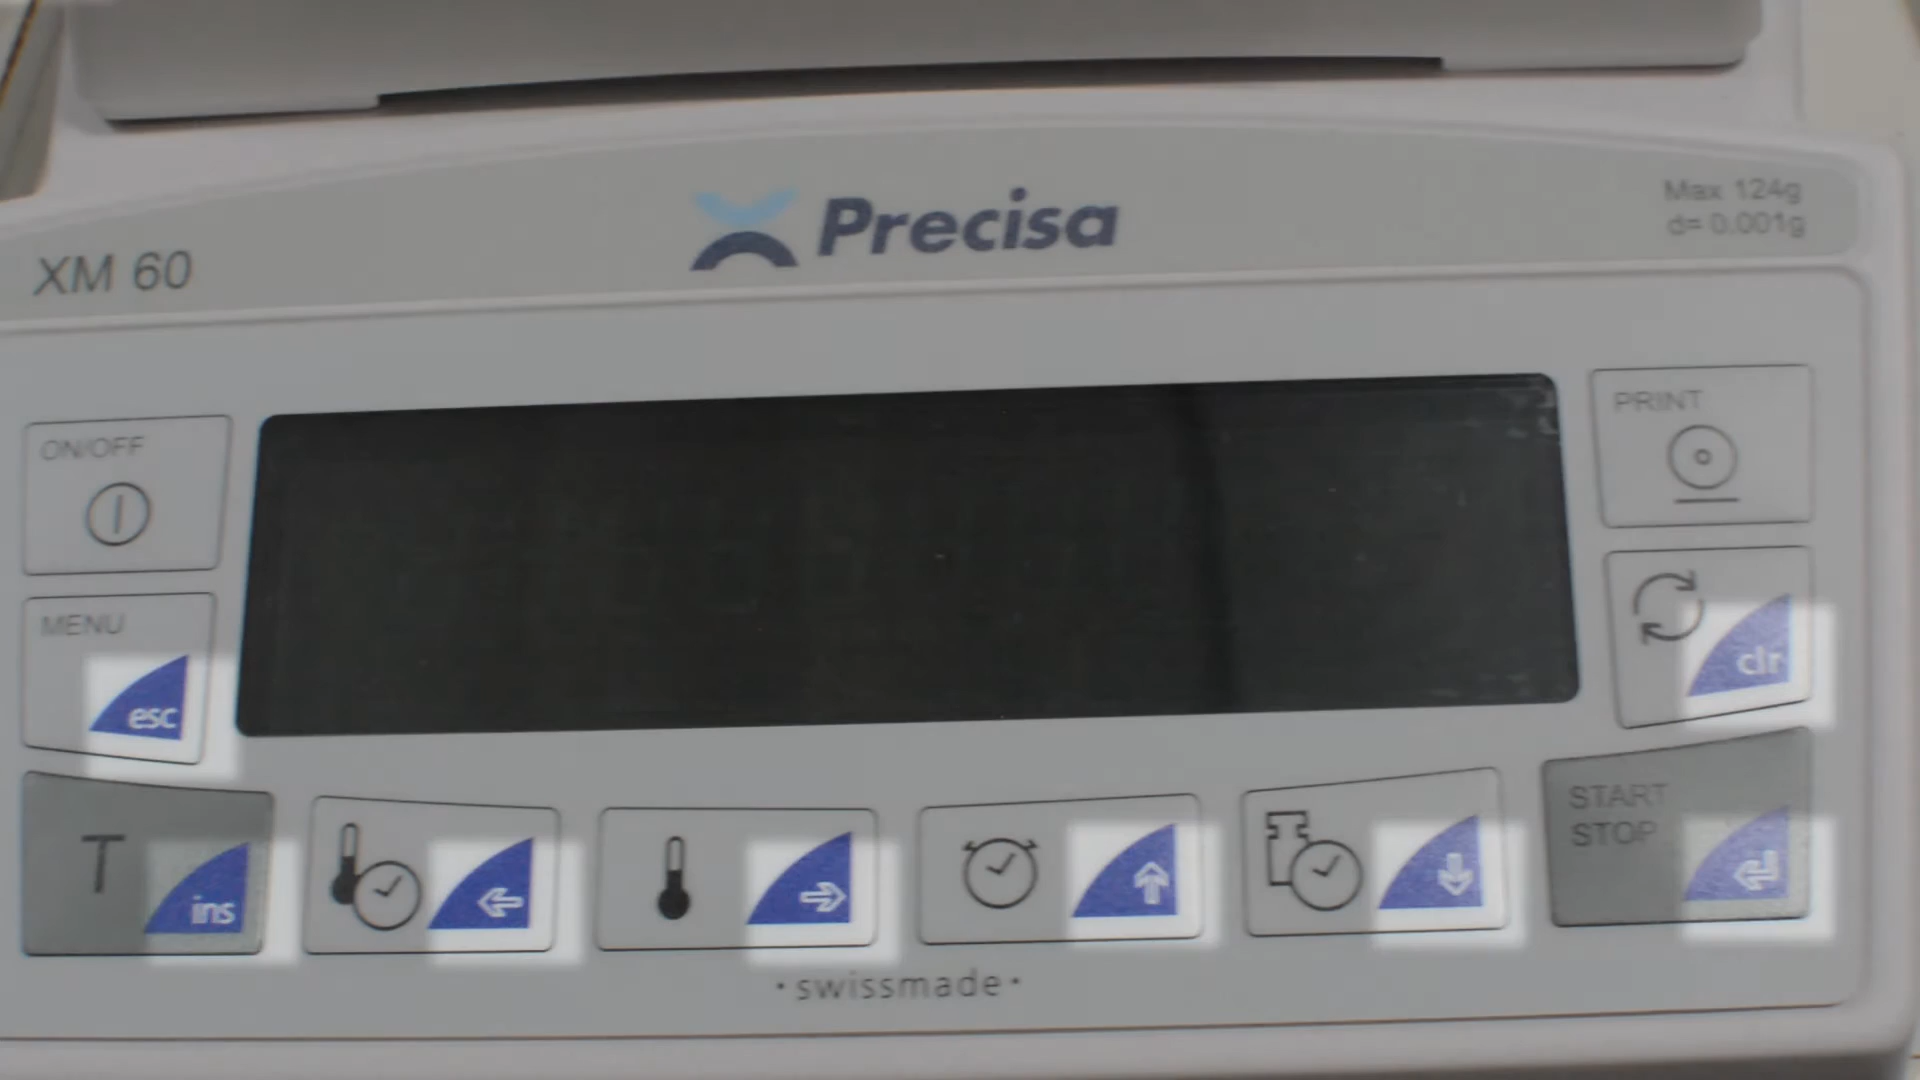 Precisa
Max 124g
d= 0.001g
XM 60
ON/OFF
PRINT
MENU
esc
clr
T
ins
START
STOP
·swissmade·